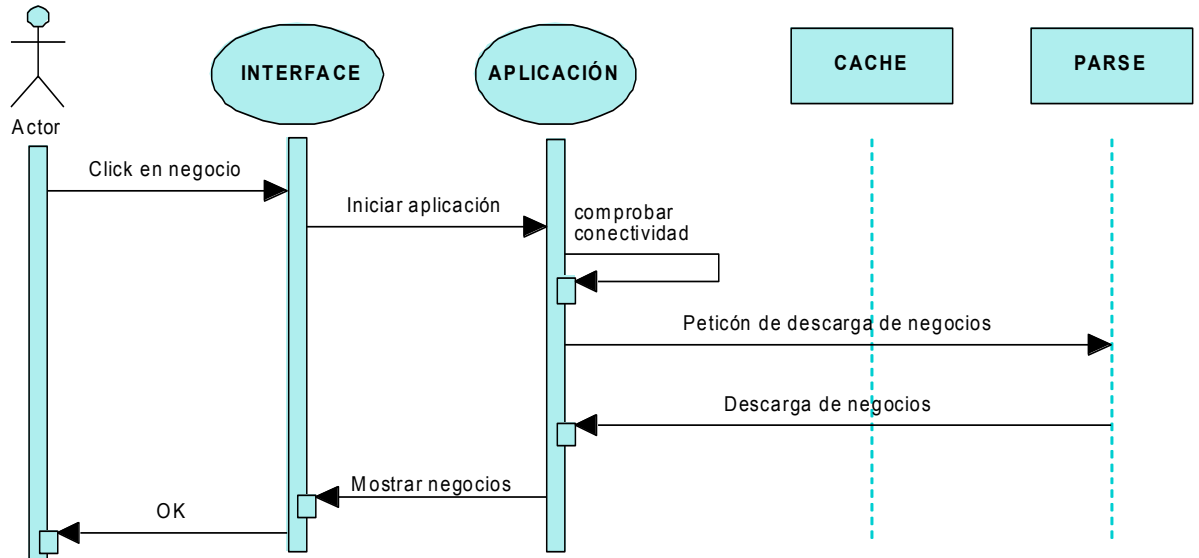 INTERFACE
APLICACIÓN
CACHE
PARSE
Actor
Click en negocio
Iniciar aplicación
comprobar
conectividad
Peticón de descarga de negocios
Descarga de negocios
Mostrar negocios
OK